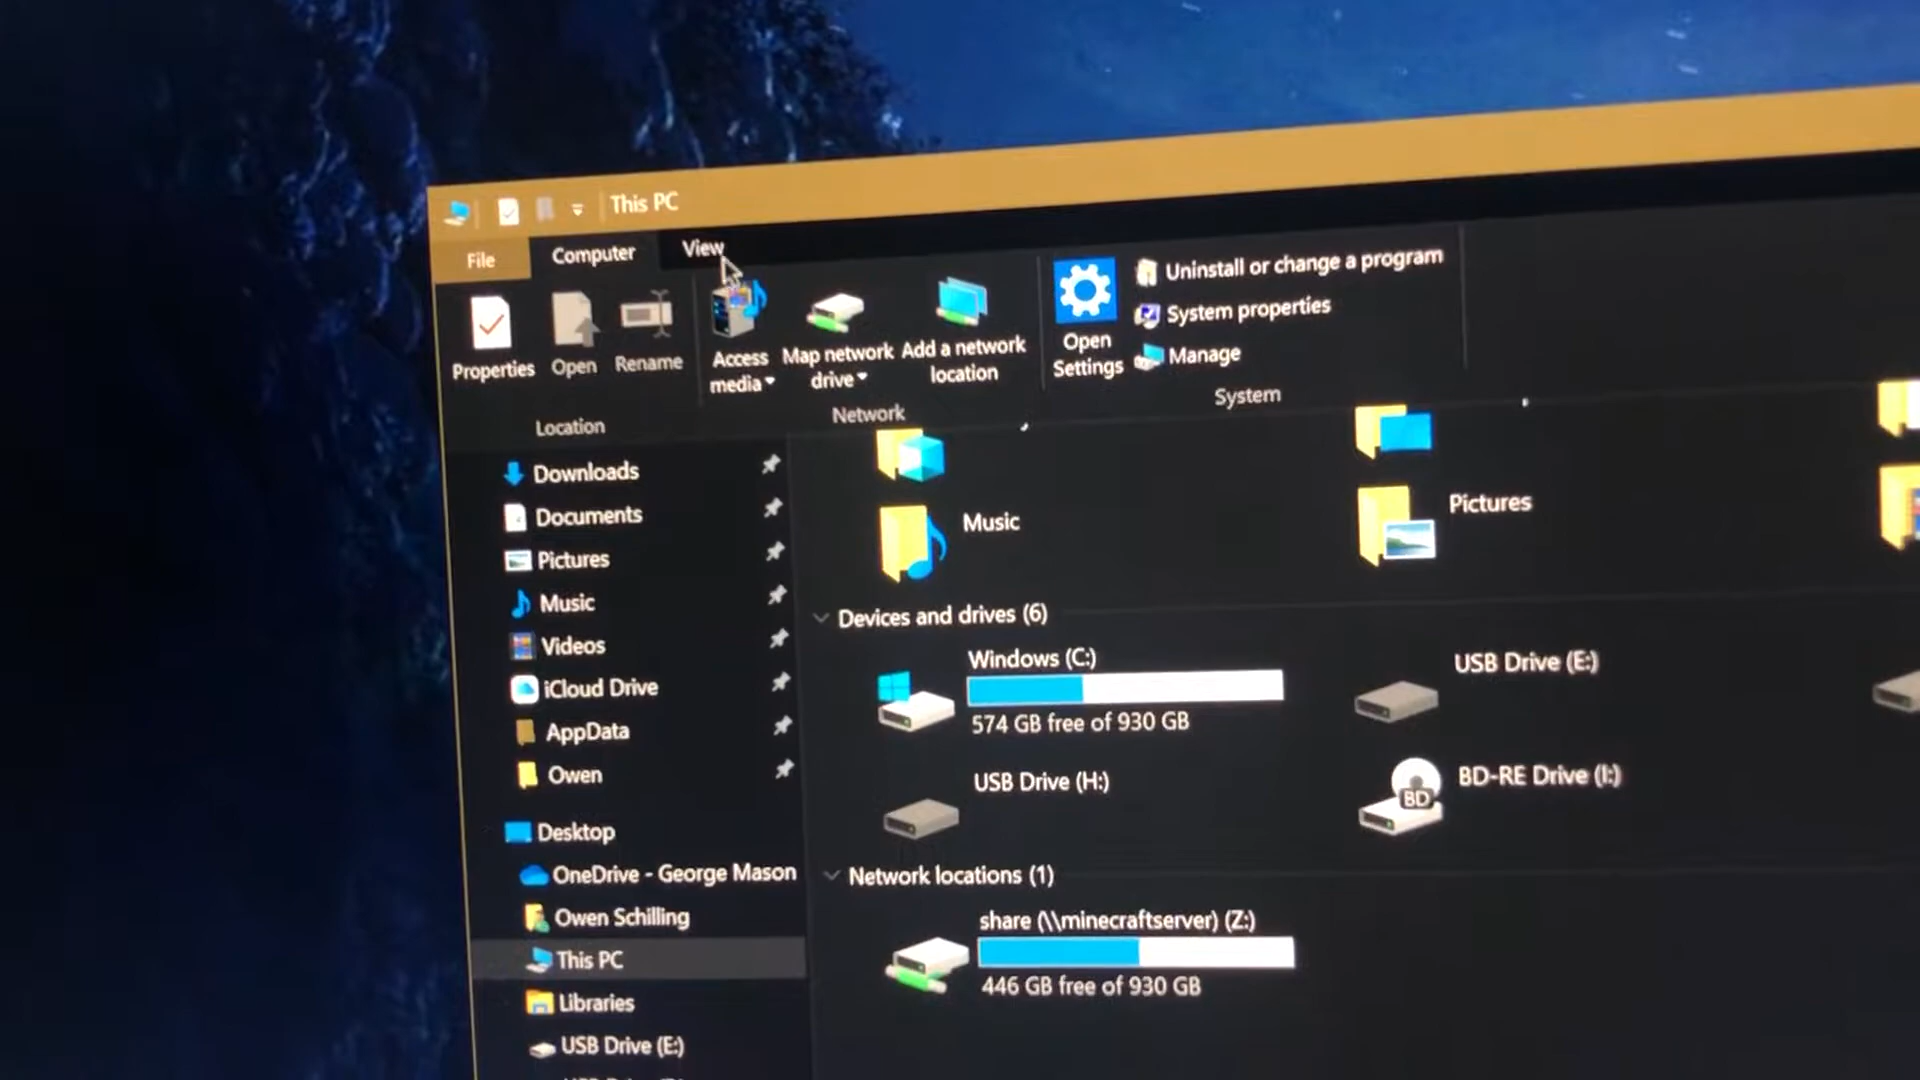 This PC
File
Computer
View
Properties
Open
Rename
Access media
Map network drive
Add a network location
Open Settings
Uninstall or change a program
System properties
Manage
Location
Network
System
Downloads
Documents
Pictures
Music
Videos
iCloud Drive
AppData
Owen
Desktop
OneDrive - George Mason
Owen Schilling
This PC
Libraries
USB Drive (E:)
Music
Pictures
Devices and drives (6)
Windows (C:)
574 GB free of 930 GB
USB Drive (E:)
USB Drive (H:)
BD-RE Drive (I:)
BD
Network locations (1)
share (\\minecraftserver) (Z:)
446 GB free of 930 GB